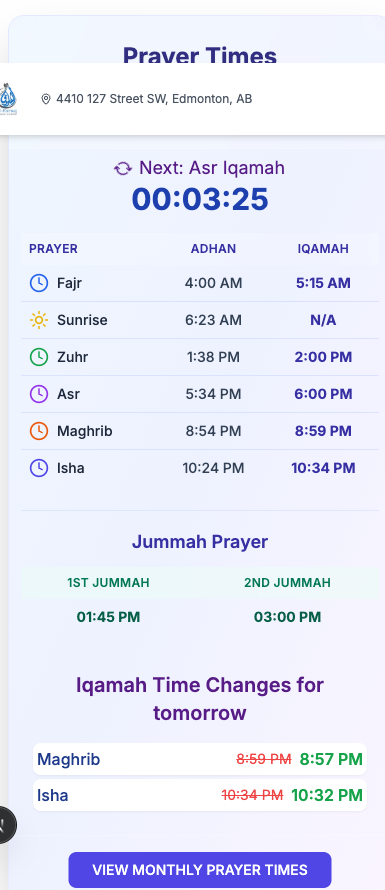 Prayer Times
4410 127 Street SW, Edmonton, AB
Next: Asr Iqamah
00:03:25
PRAYER ADHAN IQAMAH
Fajr 4:00 AM 5:15 AM
Sunrise 6:23 AM N/A
Zuhr 1:38 PM 2:00 PM
Asr 5:34 PM 6:00 PM
Maghrib 8:54 PM 8:59 PM
Isha 10:24 PM 10:34 PM
Jummah Prayer
1ST JUMMAH 2ND JUMMAH
01:45 PM 03:00 PM
Iqamah Time Changes for
tomorrow
Maghrib 8:59 PM 8:57 PM
Isha 10:34 PM 10:32 PM
VIEW MONTHLY PRAYER TIMES